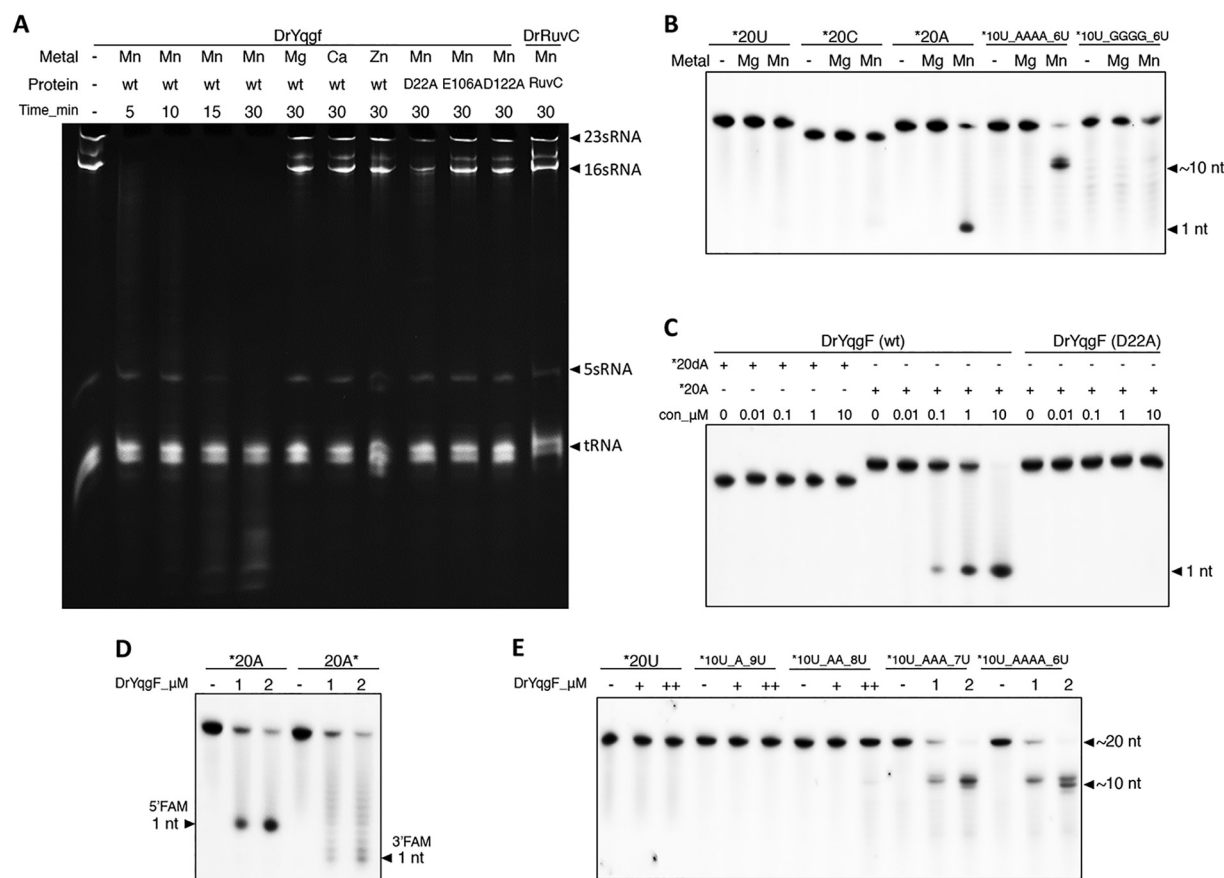 A
DrYqgf DrRuvC
Metal - Mn Mn Mn Mn Mg Ca Zn Mn Mn Mn Mn
Protein - wt wt wt wt wt wt wt D22A E106A D122A RuvC
Time_min - 5 10 15 30 30 30 30 30 30 30 30
23sRNA
16sRNA
5sRNA
tRNA
B
*20U *20C *20A *10U_AAAA_6U *10U_GGGG_6U
Metal - Mg Mn - Mg Mn - Mg Mn - Mg Mn - Mg Mn
~10 nt
1 nt
C
DrYqgF (wt) DrYqgF (D22A)
*20dA + + + + + - - - - - - - - - -
*20A - - - - - + + + + + + + + + +
con_μM 0 0.01 0.1 1 10 0 0.01 0.1 1 10 0 0.01 0.1 1 10
1 nt
D
*20A 20A*
DrYqgF_μM - 1 2 - 1 2
5'FAM
1 nt
3'FAM
1 nt
E
*20U *10U_A_9U *10U_AA_8U *10U_AAA_7U *10U_AAAA_6U
DrYqgF_μM - + ++ - + ++ - + ++ - 1 2 - 1 2
~20 nt
~10 nt